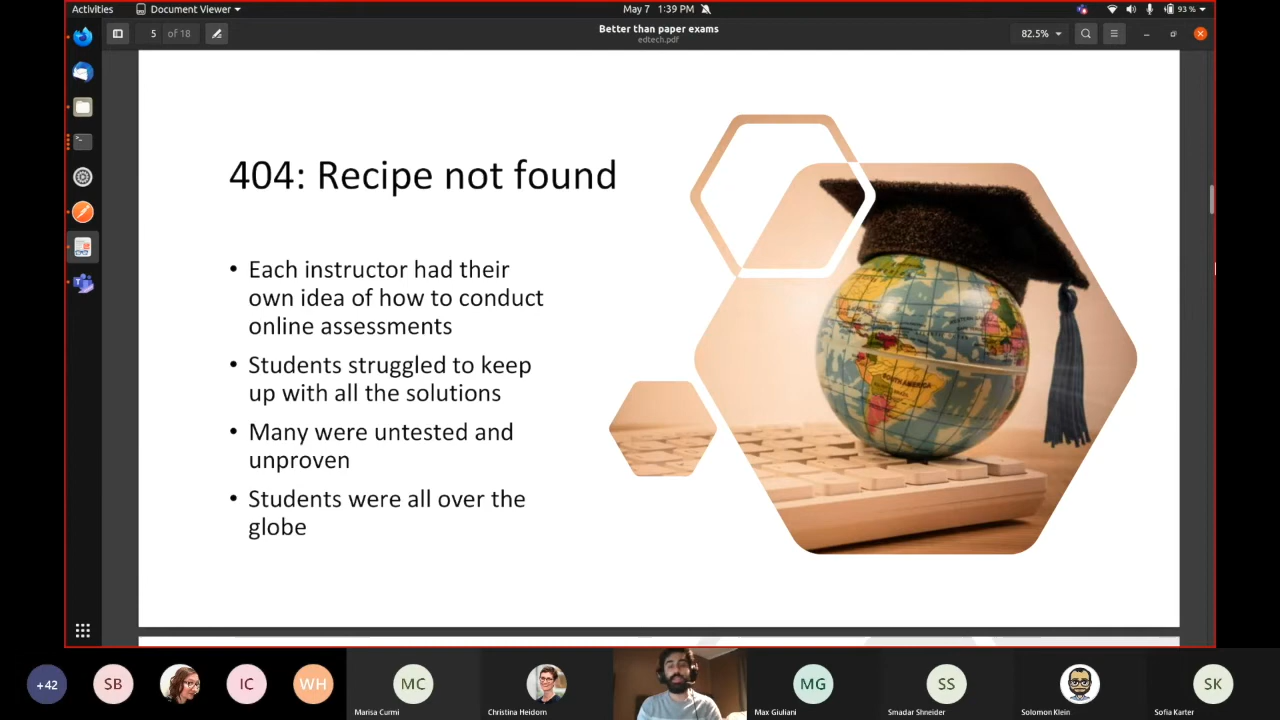 Activities
Document Viewer
May 7 1:39 PM
93 %
5 of 18
Better than paper exams
edtech.pdf
82.5%
404: Recipe not found
• Each instructor had their
own idea of how to conduct
online assessments
• Students struggled to keep
up with all the solutions
• Many were untested and
unproven
• Students were all over the
globe
SOUTH AMERICA
+42
SB
IC
WH
MC
MG
SS
SK
Marisa Curmi
Christina Heidorn
Max Giuliani
Smadar Shneider
Solomon Klein
Sofia Karter